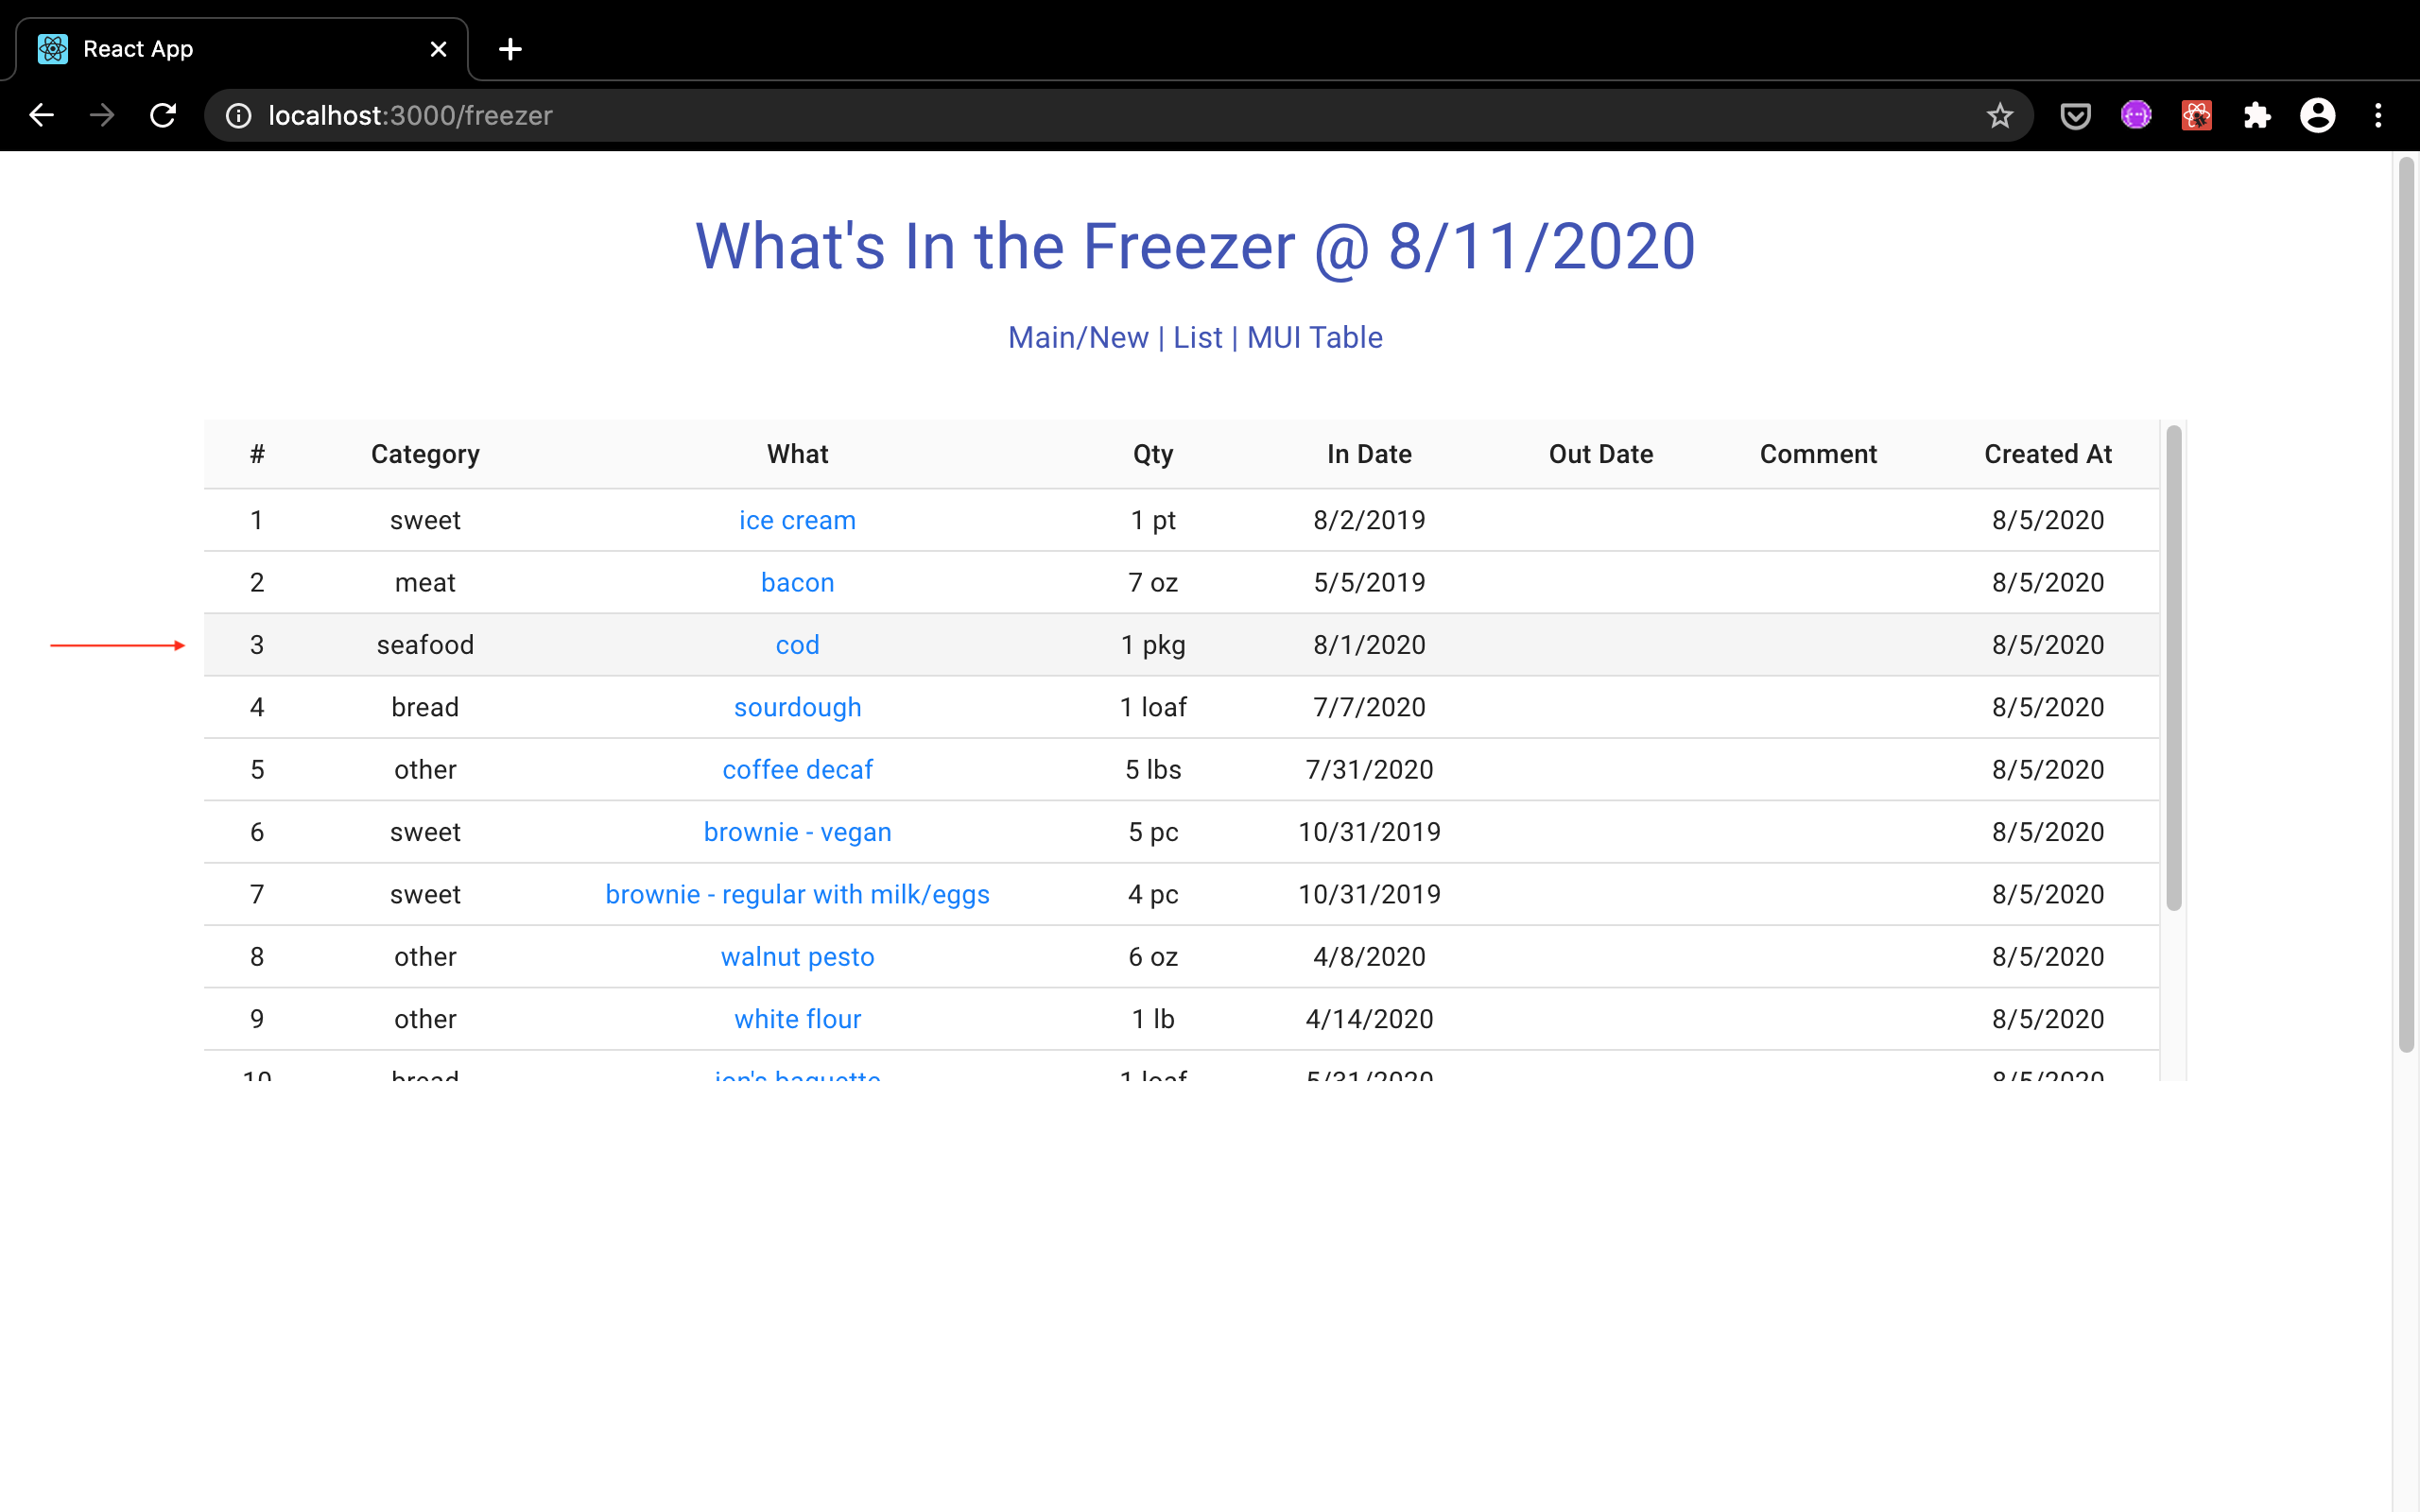 React App
localhost:3000/freezer
What's In the Freezer @ 8/11/2020
Main/New | List | MUI Table
# Category What Qty In Date Out Date Comment Created At
1 sweet ice cream 1 pt 8/2/2019 8/5/2020
2 meat bacon 7 oz 5/5/2019 8/5/2020
3 seafood cod 1 pkg 8/1/2020 8/5/2020
4 bread sourdough 1 loaf 7/7/2020 8/5/2020
5 other coffee decaf 5 lbs 7/31/2020 8/5/2020
6 sweet brownie - vegan 5 pc 10/31/2019 8/5/2020
7 sweet brownie - regular with milk/eggs 4 pc 10/31/2019 8/5/2020
8 other walnut pesto 6 oz 4/8/2020 8/5/2020
9 other white flour 1 lb 4/14/2020 8/5/2020
10 bread jon's baguette 1 loaf 5/31/2020 8/5/2020